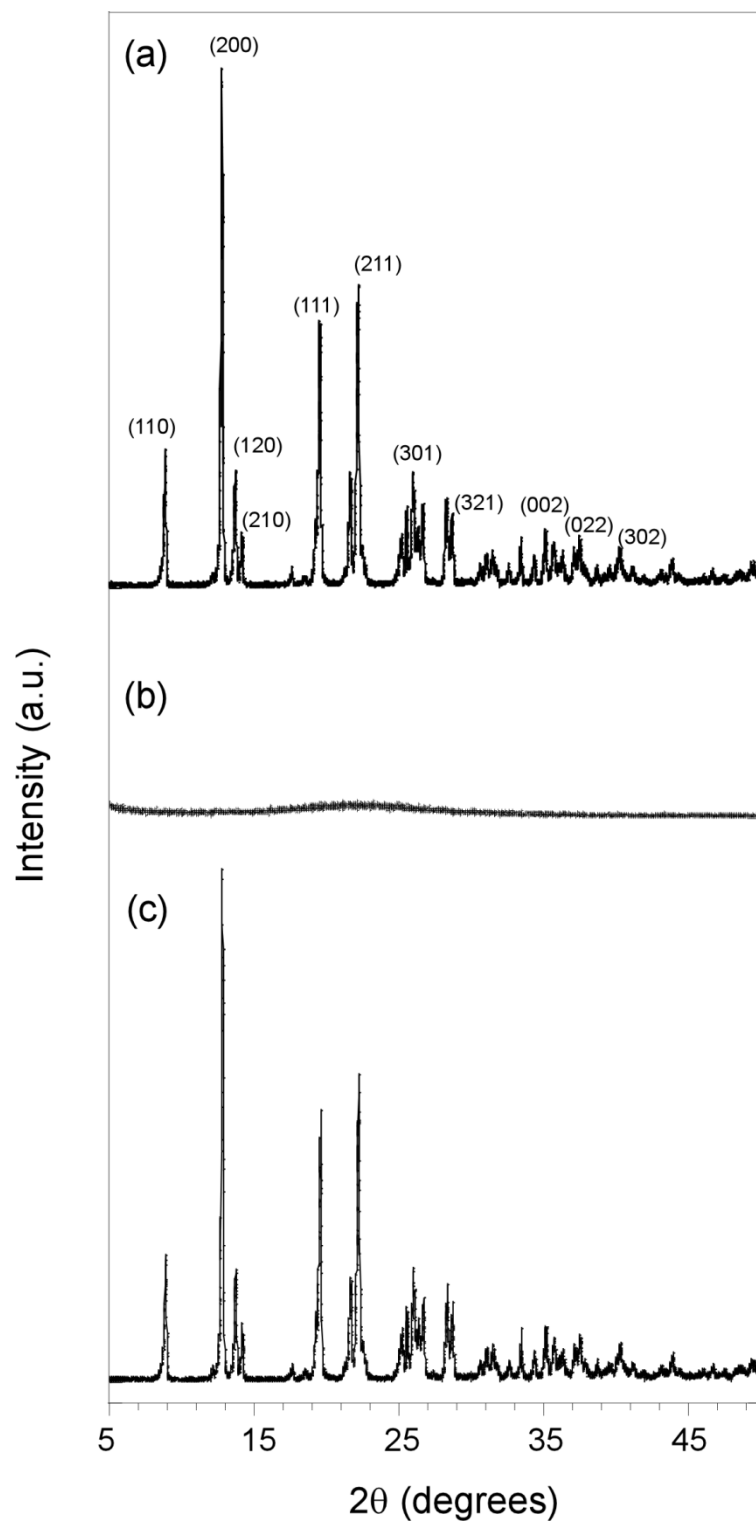 (a)
(200)
(211)
(111)
(110)
(120)
(301)
(210)
(321)
(002)
(022)
(302)
(b)
(c)
Intensity (a.u.)
5 15 25 35 45
2θ (degrees)